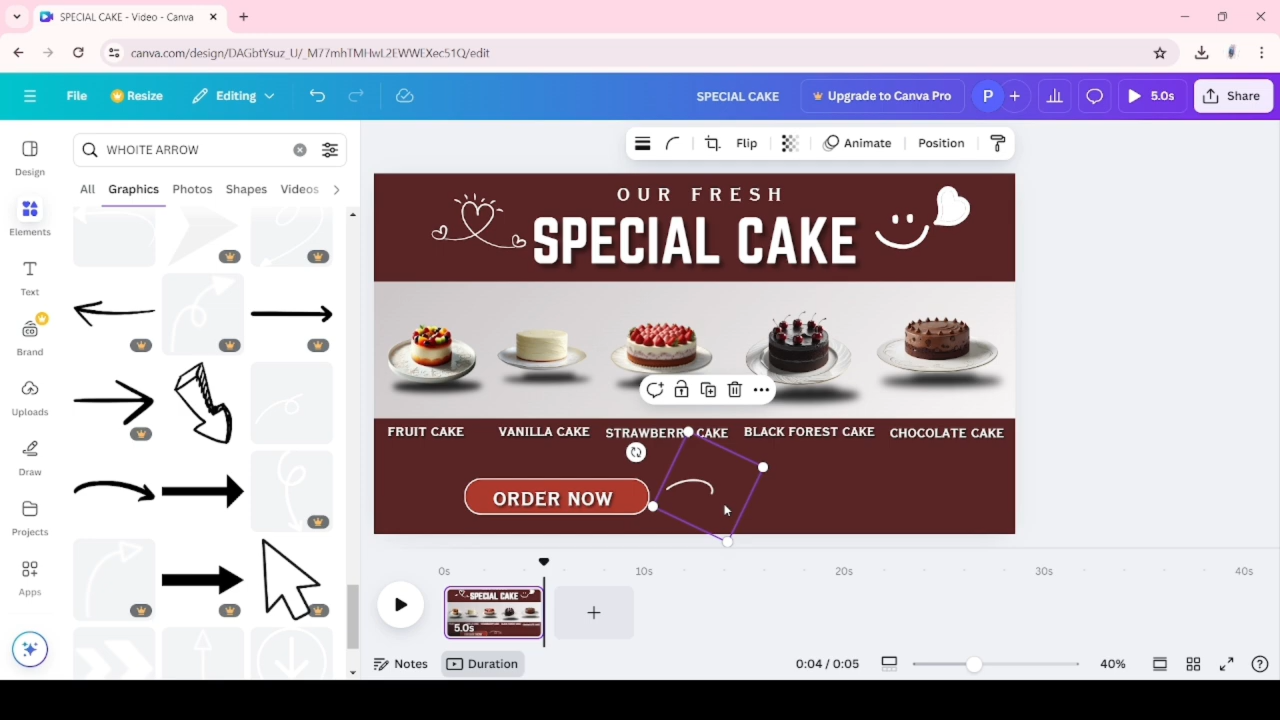 SPECIAL CAKE - Video - Canva
canva.com/design/DAGbtYsuz_U/_M77mhTMHwL2EWWEXec51Q/edit
File Resize Editing SPECIAL CAKE Upgrade to Canva Pro P 5.0s Share
WHOITE ARROW
Flip Animate Position
Design
All Graphics Photos Shapes Videos
Elements
Text
Brand
Uploads
Draw
Projects
Apps
OUR FRESH
SPECIAL CAKE
FRUIT CAKE VANILLA CAKE STRAWBERRY CAKE BLACK FOREST CAKE CHOCOLATE CAKE
ORDER NOW
0s 10s 20s 30s 40s
SPECIAL CAKE
5.0s
Notes Duration 0:04 / 0:05 40%